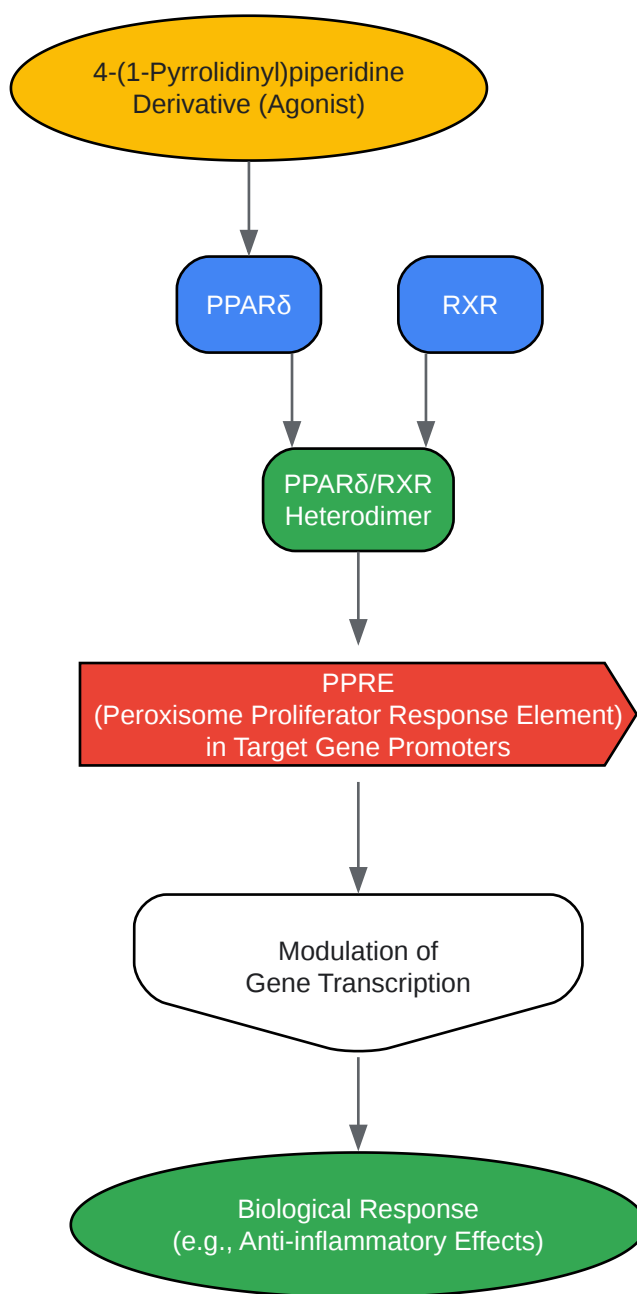 4-(1-Pyrrolidinyl)piperidine
Derivative (Agonist)
PPARδ
RXR
PPARδ/RXR
Heterodimer
PPRE
(Peroxisome Proliferator Response Element)
in Target Gene Promoters
Modulation of
Gene Transcription
Biological Response
(e.g., Anti-inflammatory Effects)